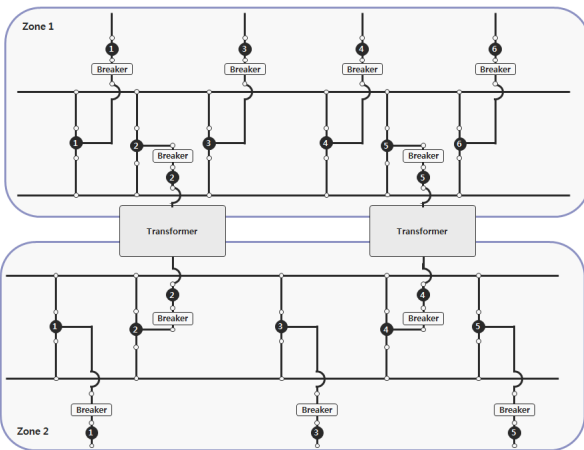 Zone 1
1 3 4 6
Breaker Breaker Breaker Breaker
1 2 3 4 5 6
Breaker Breaker
2 5
Transformer Transformer
2 4
Breaker Breaker
1 2 3 4 5
Breaker Breaker Breaker
Zone 2 1 3 5